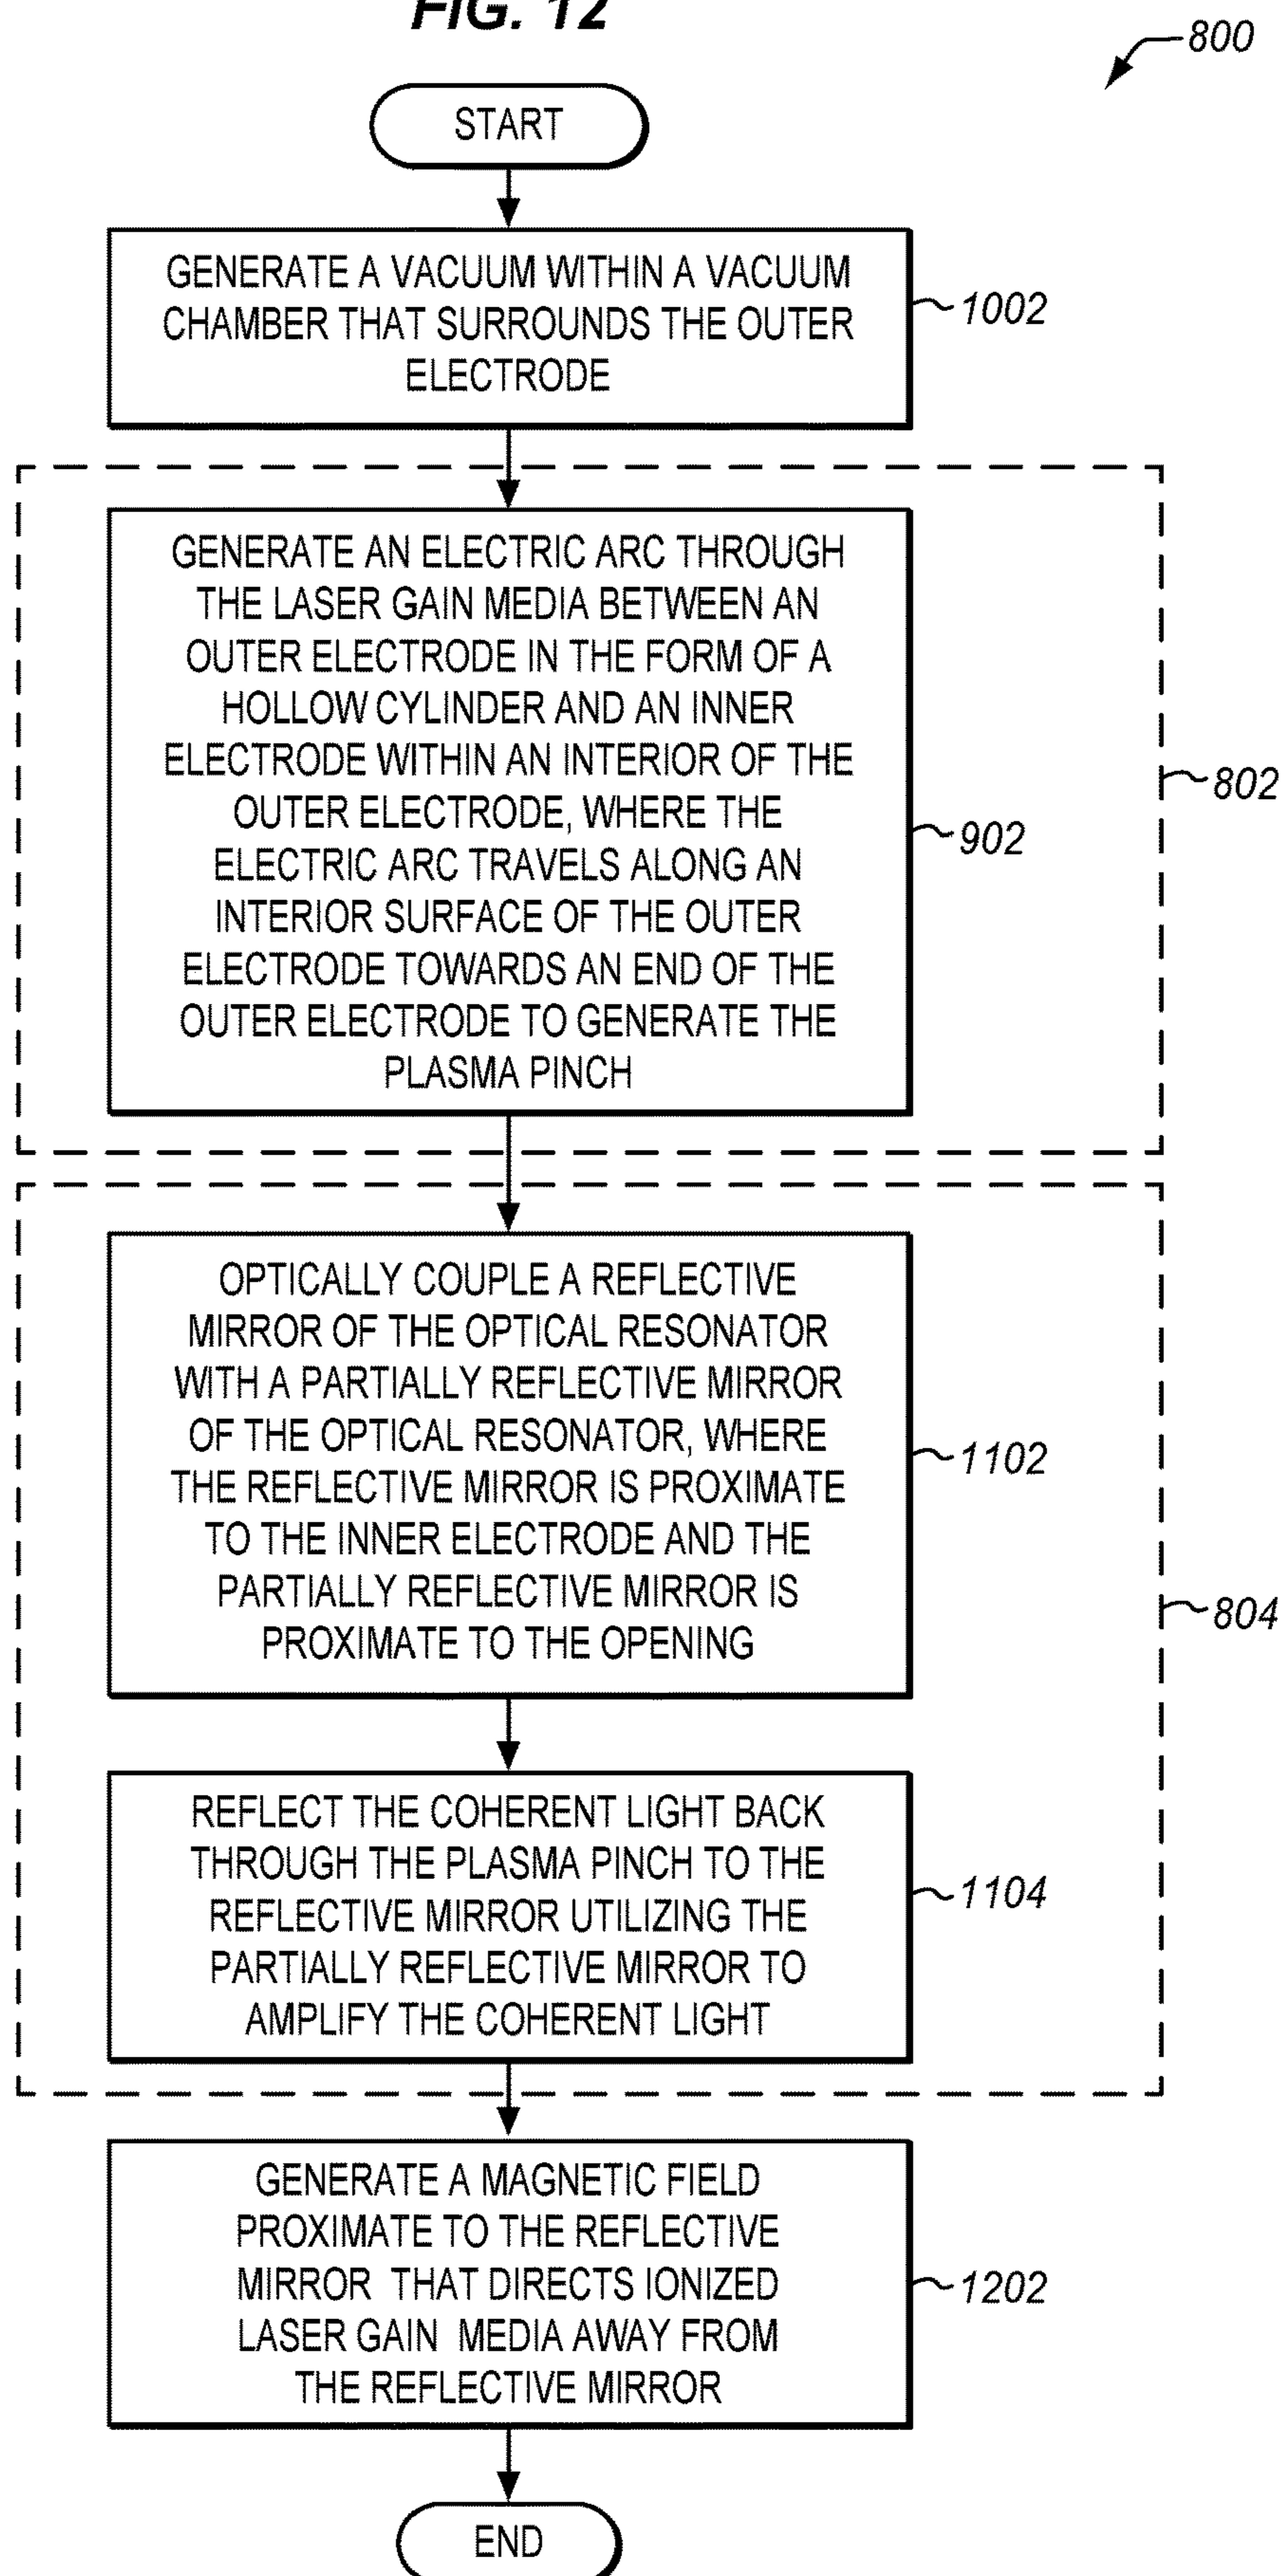 FIG. 12
800
START
GENERATE A VACUUM WITHIN A VACUUM
CHAMBER THAT SURROUNDS THE OUTER
ELECTRODE
1002
GENERATE AN ELECTRIC ARC THROUGH
THE LASER GAIN MEDIA BETWEEN AN
OUTER ELECTRODE IN THE FORM OF A
HOLLOW CYLINDER AND AN INNER
ELECTRODE WITHIN AN INTERIOR OF THE
OUTER ELECTRODE, WHERE THE
ELECTRIC ARC TRAVELS ALONG AN
INTERIOR SURFACE OF THE OUTER
ELECTRODE TOWARDS AN END OF THE
OUTER ELECTRODE TO GENERATE THE
PLASMA PINCH
902
802
OPTICALLY COUPLE A REFLECTIVE
MIRROR OF THE OPTICAL RESONATOR
WITH A PARTIALLY REFLECTIVE MIRROR
OF THE OPTICAL RESONATOR, WHERE
THE REFLECTIVE MIRROR IS PROXIMATE
TO THE INNER ELECTRODE AND THE
PARTIALLY REFLECTIVE MIRROR IS
PROXIMATE TO THE OPENING
1102
804
REFLECT THE COHERENT LIGHT BACK
THROUGH THE PLASMA PINCH TO THE
REFLECTIVE MIRROR UTILIZING THE
PARTIALLY REFLECTIVE MIRROR TO
AMPLIFY THE COHERENT LIGHT
1104
GENERATE A MAGNETIC FIELD
PROXIMATE TO THE REFLECTIVE
MIRROR THAT DIRECTS IONIZED
LASER GAIN MEDIA AWAY FROM
THE REFLECTIVE MIRROR
1202
END